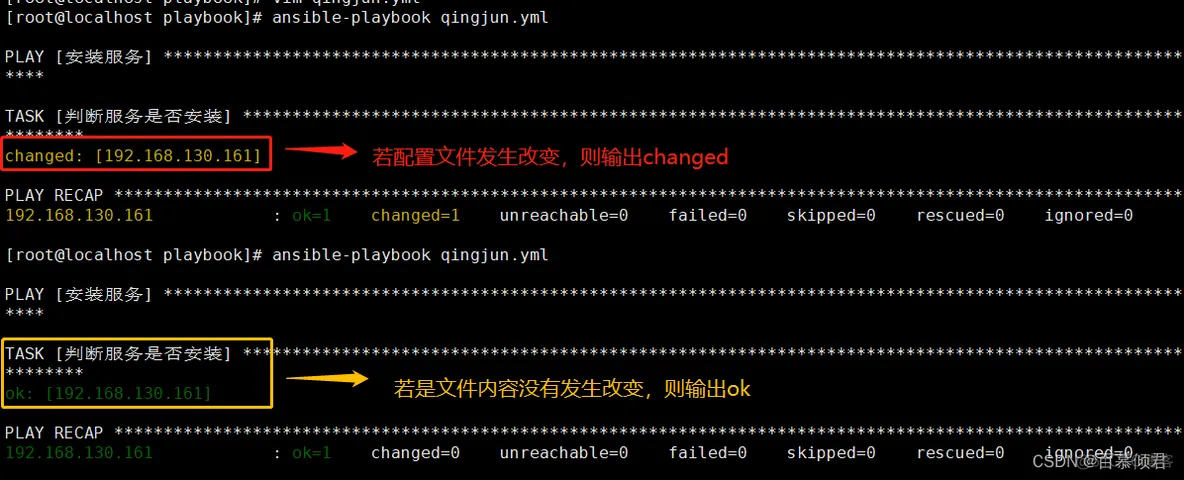 [root@localhost playbook]# vim qingjun.yml
[root@localhost playbook]# ansible-playbook qingjun.yml
PLAY [安装服务] *******************************************************************************************************
****
TASK [判断服务是否安装] ***********************************************************************************************
********
changed: [192.168.130.161]
若配置文件发生改变，则输出changed
PLAY RECAP ************************************************************************************************************
192.168.130.161 : ok=1 changed=1 unreachable=0 failed=0 skipped=0 rescued=0 ignored=0
[root@localhost playbook]# ansible-playbook qingjun.yml
PLAY [安装服务] *******************************************************************************************************
****
TASK [判断服务是否安装] ***********************************************************************************************
********
ok: [192.168.130.161]
若是文件内容没有发生改变，则输出ok
PLAY RECAP ************************************************************************************************************
192.168.130.161 : ok=1 changed=0 unreachable=0 failed=0 skipped=0 rescued=0 ignored=0
CSDN @百慕倾君